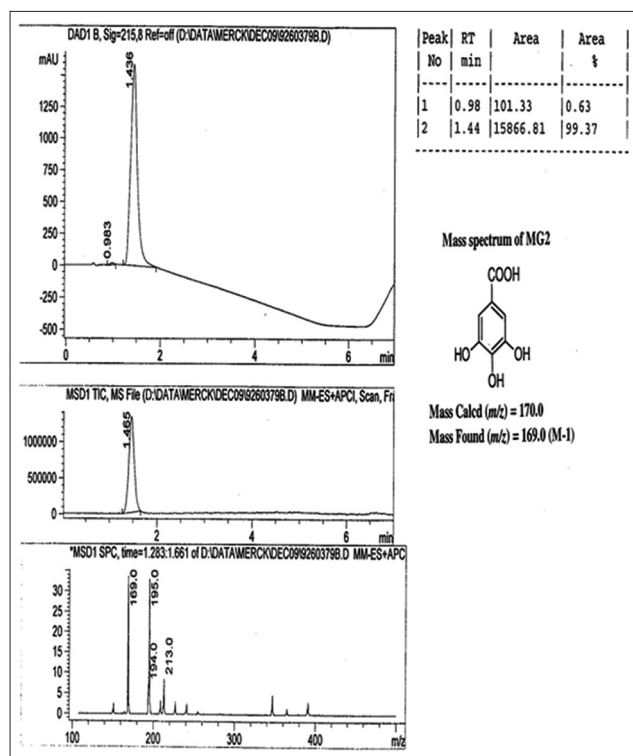 DAD1 B, Sig=215,8 Ref=off (D:\DATA\MERCK\DEC09\9260379B.D)
mAU
1250
1000
750
500
250
0
-250
-500
0.983
1.436
0 2 4 6 min
Peak No | RT min | Area | Area %
1 | 0.98 | 101.33 | 0.63
2 | 1.44 | 15866.81 | 99.37
Mass spectrum of MG2
COOH
HO
OH
OH
Mass Calcd (m/z) = 170.0
Mass Found (m/z) = 169.0 (M-1)
MSD1 TIC, MS File (D:\DATA\MERCK\DEC09\9260379B.D) MM-ES+APCI, Scan, Fr
1000000
500000
0
1.465
2 4 6 min
*MSD1 SPC, time=1.283:1.661 of D:\DATA\MERCK\DEC09\9260379B.D MM-ES+APC
30
25
20
15
10
5
0
169.0
195.0
194.0
213.0
100 200 300 400 m/z